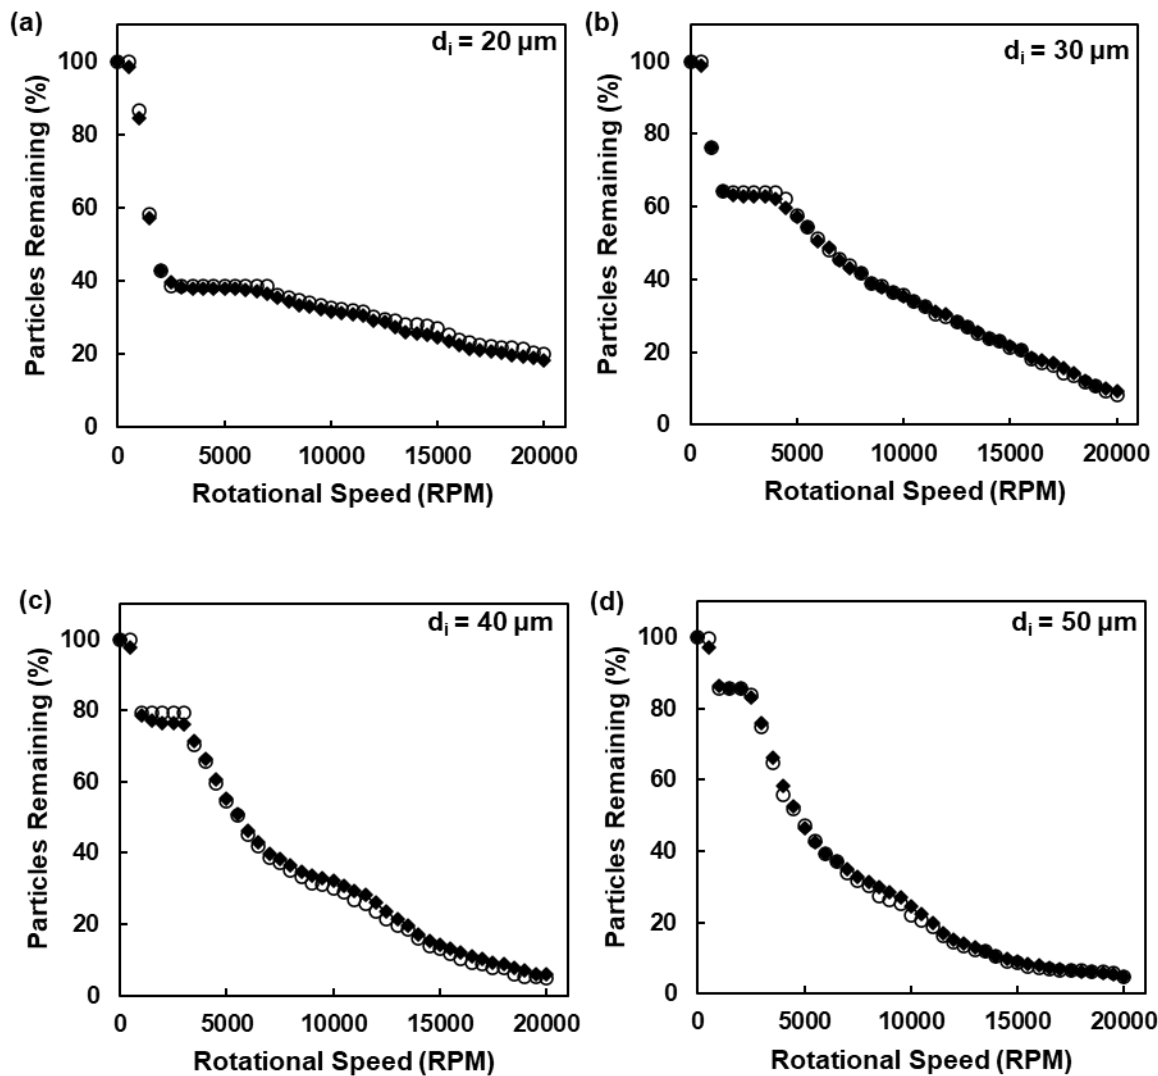 (a)
dᵢ = 20 µm
100
80
60
40
20
0
Particles Remaining (%)
0 5000 10000 15000 20000
Rotational Speed (RPM)
(b)
dᵢ = 30 µm
100
80
60
40
20
0
Particles Remaining (%)
0 5000 10000 15000 20000
Rotational Speed (RPM)
(c)
dᵢ = 40 µm
100
80
60
40
20
0
Particles Remaining (%)
0 5000 10000 15000 20000
Rotational Speed (RPM)
(d)
dᵢ = 50 µm
100
80
60
40
20
0
Particles Remaining (%)
0 5000 10000 15000 20000
Rotational Speed (RPM)